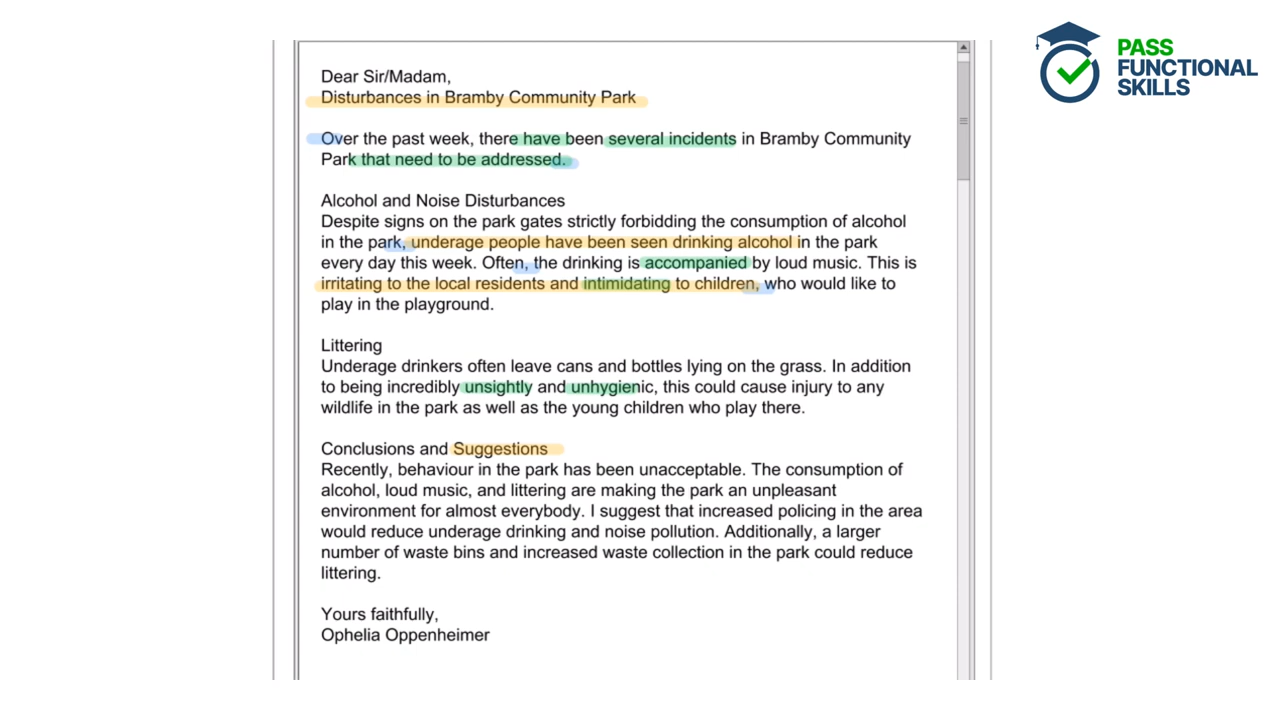 PASS
FUNCTIONAL
SKILLS
Dear Sir/Madam,
Disturbances in Bramby Community Park
Over the past week, there have been several incidents in Bramby Community
Park that need to be addressed.
Alcohol and Noise Disturbances
Despite signs on the park gates strictly forbidding the consumption of alcohol
in the park, underage people have been seen drinking alcohol in the park
every day this week. Often, the drinking is accompanied by loud music. This is
irritating to the local residents and intimidating to children, who would like to
play in the playground.
Littering
Underage drinkers often leave cans and bottles lying on the grass. In addition
to being incredibly unsightly and unhygienic, this could cause injury to any
wildlife in the park as well as the young children who play there.
Conclusions and Suggestions
Recently, behaviour in the park has been unacceptable. The consumption of
alcohol, loud music, and littering are making the park an unpleasant
environment for almost everybody. I suggest that increased policing in the area
would reduce underage drinking and noise pollution. Additionally, a larger
number of waste bins and increased waste collection in the park could reduce
littering.
Yours faithfully,
Ophelia Oppenheimer